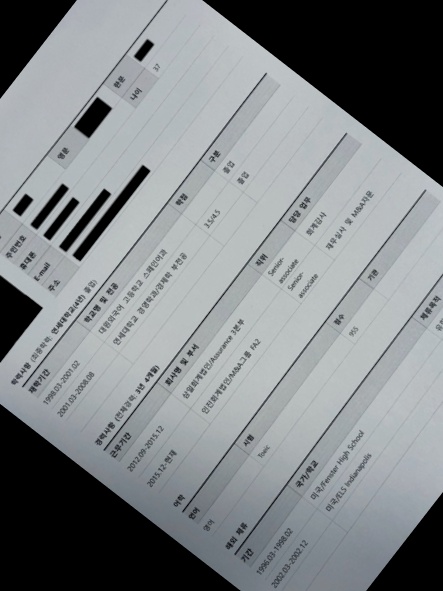 한문
영문
나이 37
주민번호
휴대폰
E-mail
주소
학력사항 (최종학력: 연세대학교(4년) 졸업)
재학기간 학교명 및 전공 학점 구분
1998.03-2001.02 대원외국어 고등학교 스페인어과 졸업
2001.03-2008.08 연세대학교 경영학과/경제학 부전공 3.5/4.5 졸업
경력사항 (전체경력: 3년 4개월)
근무기간 회사명 및 부서 직위 담당 업무
2012.09-2015.12 삼일회계법인/Assurance 3본부 Senior-associate 회계감사
2015.12-현재 안진회계법인/M&A그룹 FA2 Senior-associate 재무실사 및 M&A자문
어학
언어 시험 점수 기관
영어 Toeic 955
해외 체류
기간 국가/학교 체류목적
1996.03-1998.02 미국/Fenster High School
2002.03-2002.12 미국/ELS Indianapolis